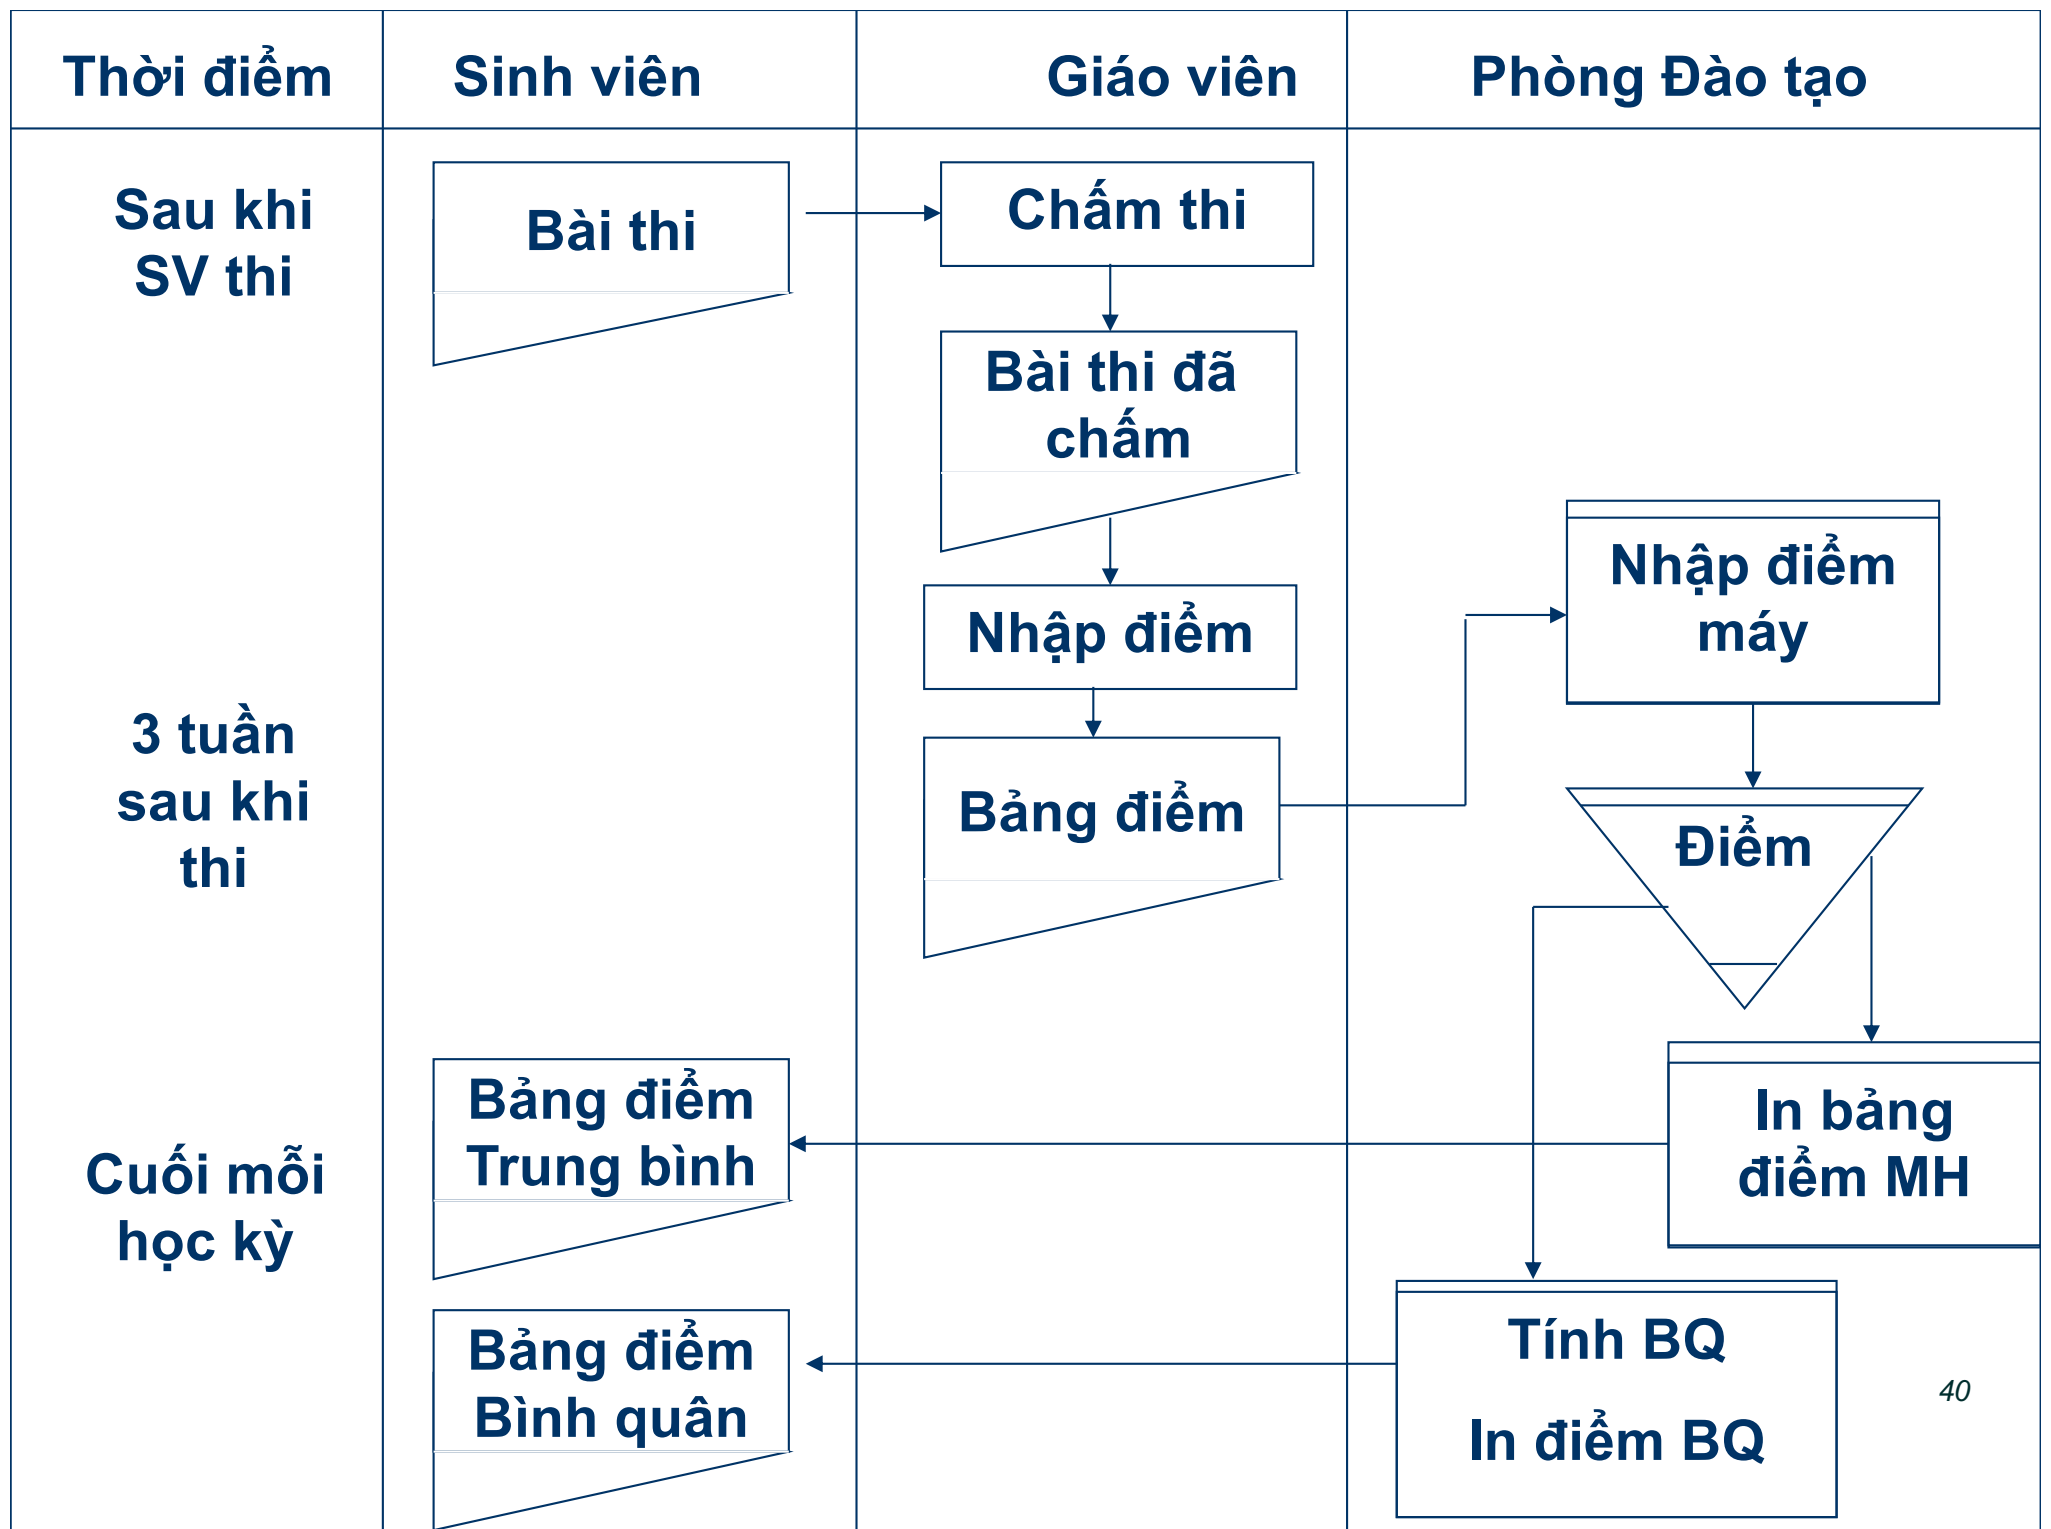 Thời điểm
Sinh viên
Giáo viên
Phòng Đào tạo
Sau khi
SV thi
Bài thi
Chấm thi
Bài thi đã
chấm
Nhập điểm
máy
Nhập điểm
3 tuần
sau khi
thi
Bảng điểm
Điểm
Cuối mỗi
học kỳ
Bảng điểm
Trung bình
In bảng
điểm MH
Bảng điểm
Bình quân
Tính BQ
In điểm BQ
40